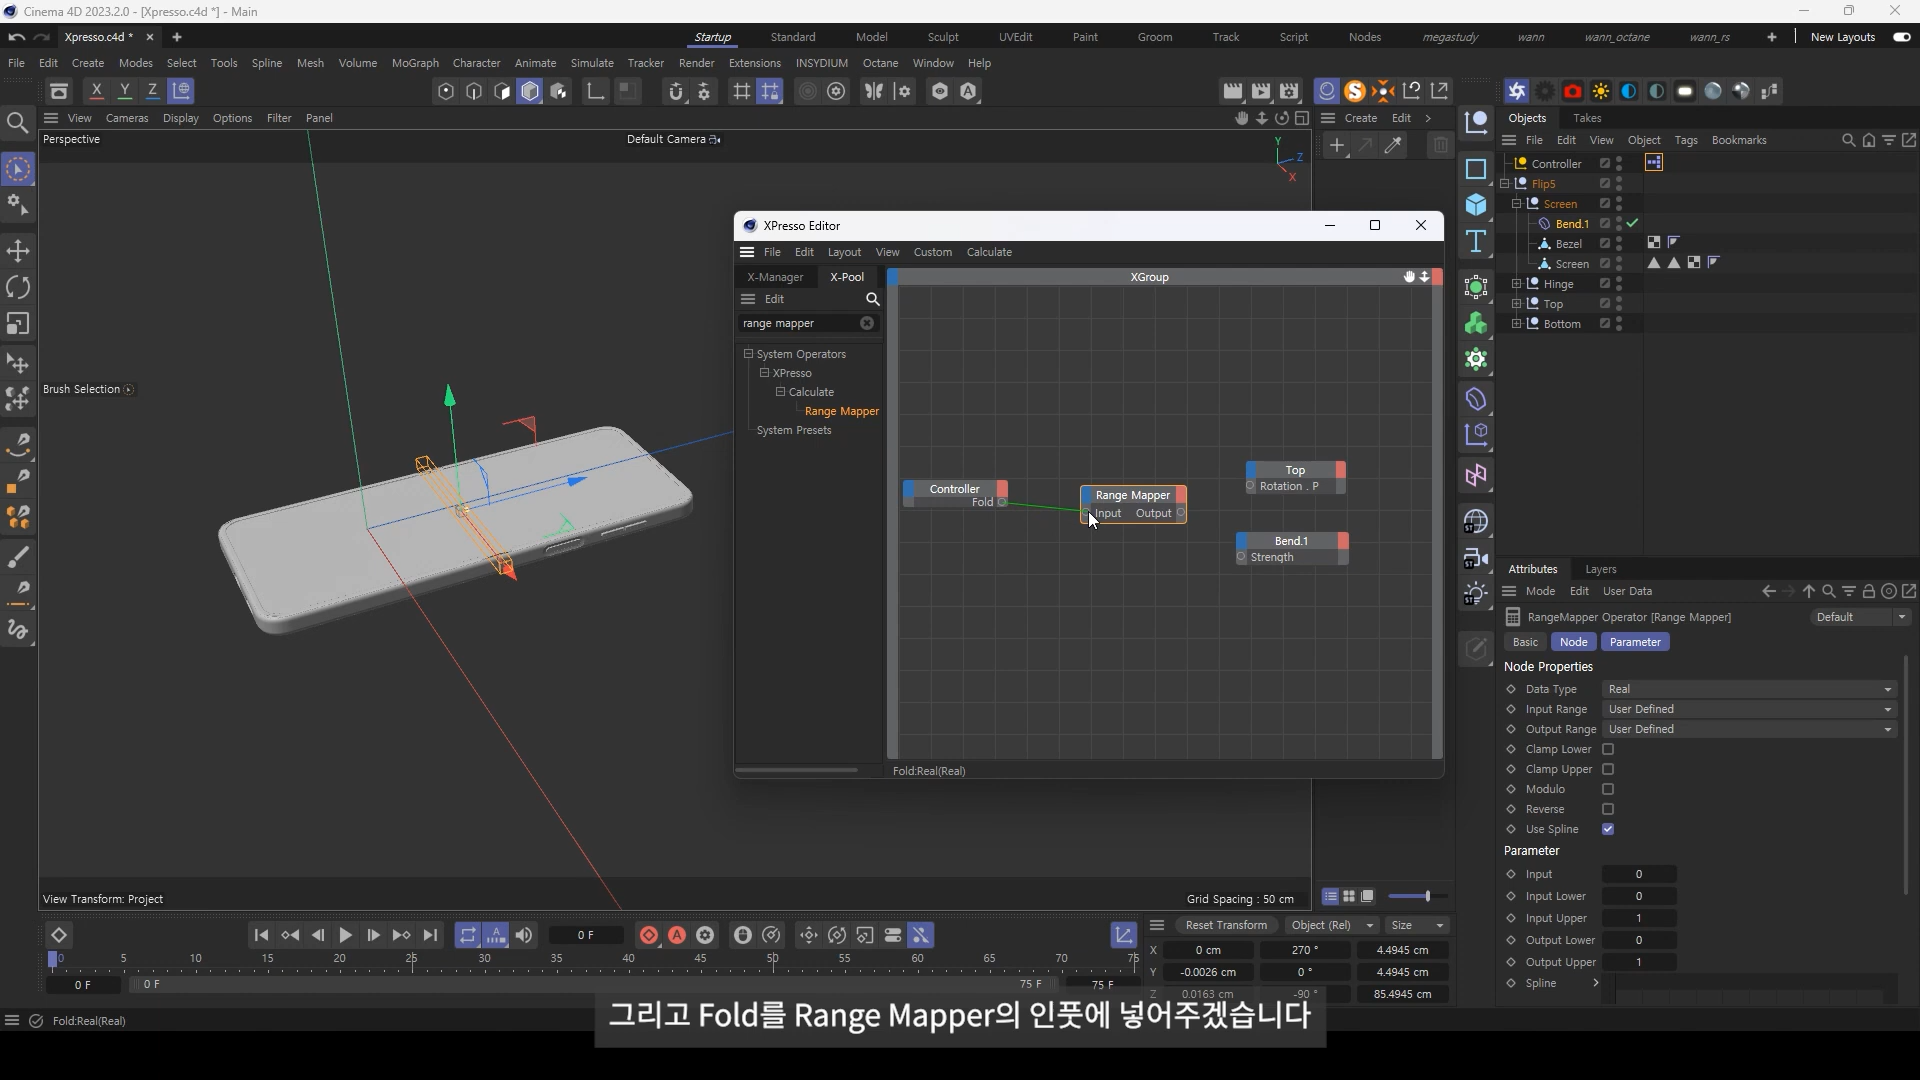 Cinema 4D 2023.2.0 - [Xpresso.c4d *] - Main
Xpresso.c4d *
Startup Standard Model Sculpt UVEdit Paint Groom Track Script Nodes megastudy wann wann_octane wann_rs New Layouts
File Edit Create Modes Select Tools Spline Mesh Volume MoGraph Character Animate Simulate Tracker Render Extensions INSYDIUM Octane Window Help
X Y Z
View Cameras Display Options Filter Panel
Perspective
Default Camera
Y
Z
X
Create Edit
Objects Takes
File Edit View Object Tags Bookmarks
Controller
Flip5
Screen
Bend.1
Bezel
Screen
Hinge
Top
Bottom
Brush Selection
XPresso Editor
File Edit Layout View Custom Calculate
X-Manager X-Pool
Edit
range mapper
System Operators
XPresso
Calculate
Range Mapper
System Presets
XGroup
Controller
Fold
Range Mapper
Input Output
Top
Rotation . P
Bend.1
Strength
Fold:Real(Real)
Attributes Layers
Mode Edit User Data
RangeMapper Operator [Range Mapper] Default
Basic Node Parameter
Node Properties
Data Type Real
Input Range User Defined
Output Range User Defined
Clamp Lower
Clamp Upper
Modulo
Reverse
Use Spline
Parameter
Input 0
Input Lower 0
Input Upper 1
Output Lower 0
Output Upper 1
Spline
View Transform: Project
Grid Spacing : 50 cm
0 F
Reset Transform Object (Rel) Size
0 5 10 15 20 25 30 35 40 45 50 55 60 65 70 75
X 0 cm 270 ° 4.4945 cm
Y -0.0026 cm 0 ° 4.4945 cm
Z 0.0163 cm -90 ° 85.4945 cm
0 F 0 F 75 F 75 F
그리고 Fold를 Range Mapper의 인풋에 넣어주겠습니다
Fold:Real(Real)